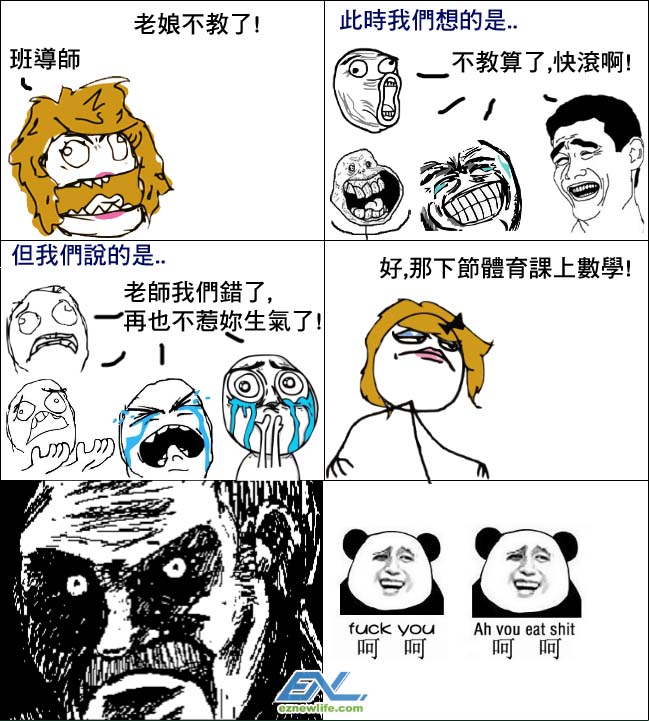 老娘不教了!
班導師
此時我們想的是..
不教算了,快滾啊!
但我們說的是..
老師我們錯了,
再也不惹妳生氣了!
好,那下節體育課上數學!
fuck you
呵 呵
Ah you eat shit
呵 呵
EZNL.
eznewlife.com